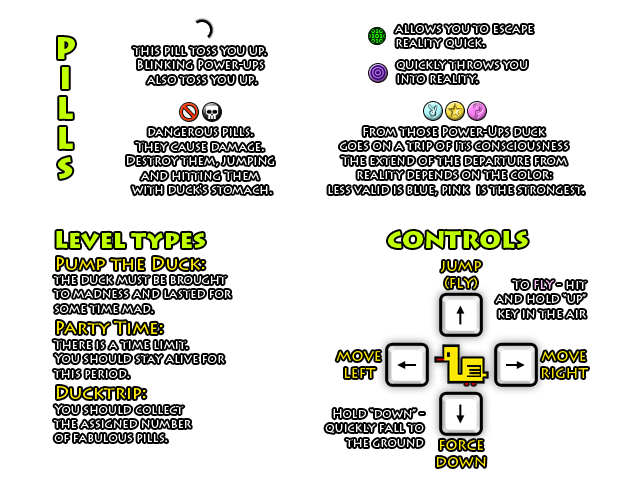 PILLS
THIS PILL TOSS YOU UP.
BLINKING POWER-UPS
ALSO TOSS YOU UP.
ALLOWS YOU TO ESCAPE
REALITY QUICK.
QUICKLY THROWS YOU
INTO REALITY.
DANGEROUS PILLS.
THEY CAUSE DAMAGE.
DESTROY THEM, JUMPING
AND HITTING THEM
WITH DUCK'S STOMACH.
FROM THOSE POWER-UPS DUCK
GOES ON A TRIP OF ITS CONSCIOUSNESS
THE EXTEND OF THE DEPARTURE FROM
REALITY DEPENDS ON THE COLOR:
LESS VALID IS BLUE, PINK IS THE STRONGEST.
LEVEL TYPES
PUMP THE DUCK:
THE DUCK MUST BE BROUGHT
TO MADNESS AND LASTED FOR
SOME TIME MAD.
PARTY TIME:
THERE IS A TIME LIMIT.
YOU SHOULD STAY ALIVE FOR
THIS PERIOD.
DUCKTRIP:
YOU SHOULD COLLECT
THE ASSIGNED NUMBER
OF FABULOUS PILLS.
CONTROLS
JUMP
(FLY)
TO FLY - HIT
AND HOLD "UP"
KEY IN THE AIR
MOVE
LEFT
MOVE
RIGHT
HOLD "DOWN" -
QUICKLY FALL TO
THE GROUND
FORCE
DOWN